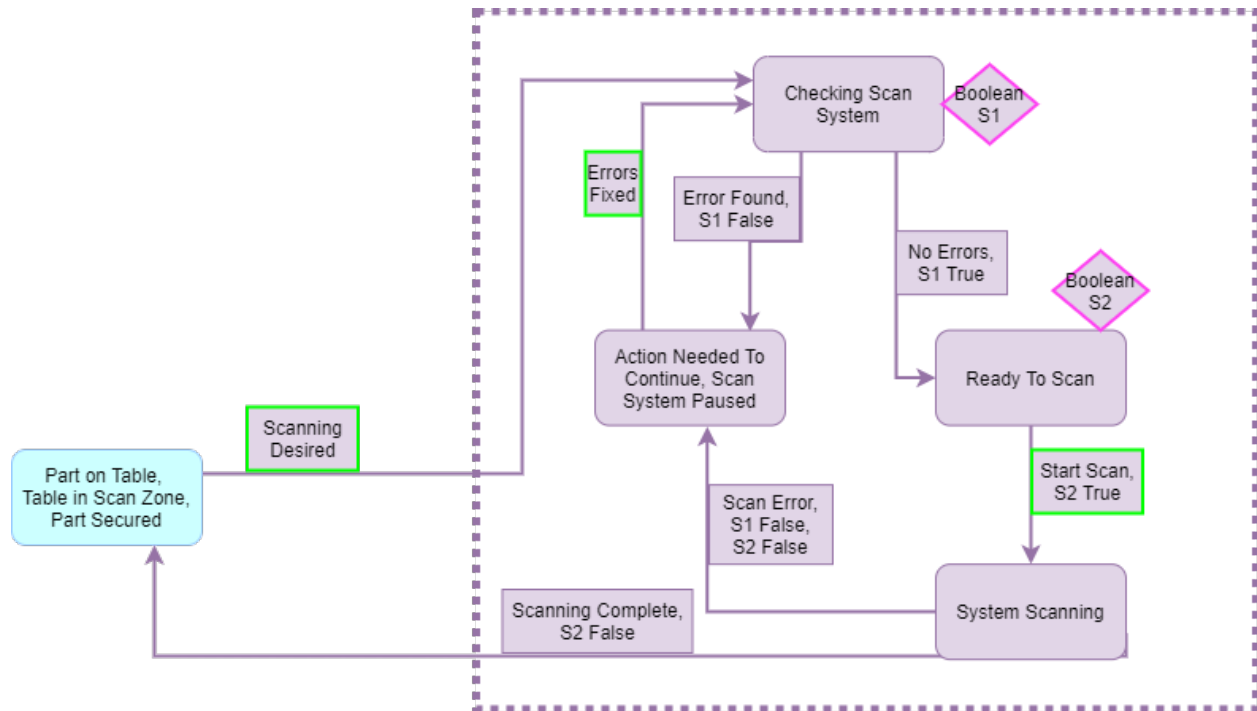 Checking Scan
System
Boolean
S1
Errors
Fixed
Error Found,
S1 False
No Errors,
S1 True
Boolean
S2
Action Needed To
Continue, Scan
System Paused
Ready To Scan
Scanning
Desired
Part on Table,
Table in Scan Zone,
Part Secured
Start Scan,
S2 True
Scan Error,
S1 False,
S2 False
Scanning Complete,
S2 False
System Scanning